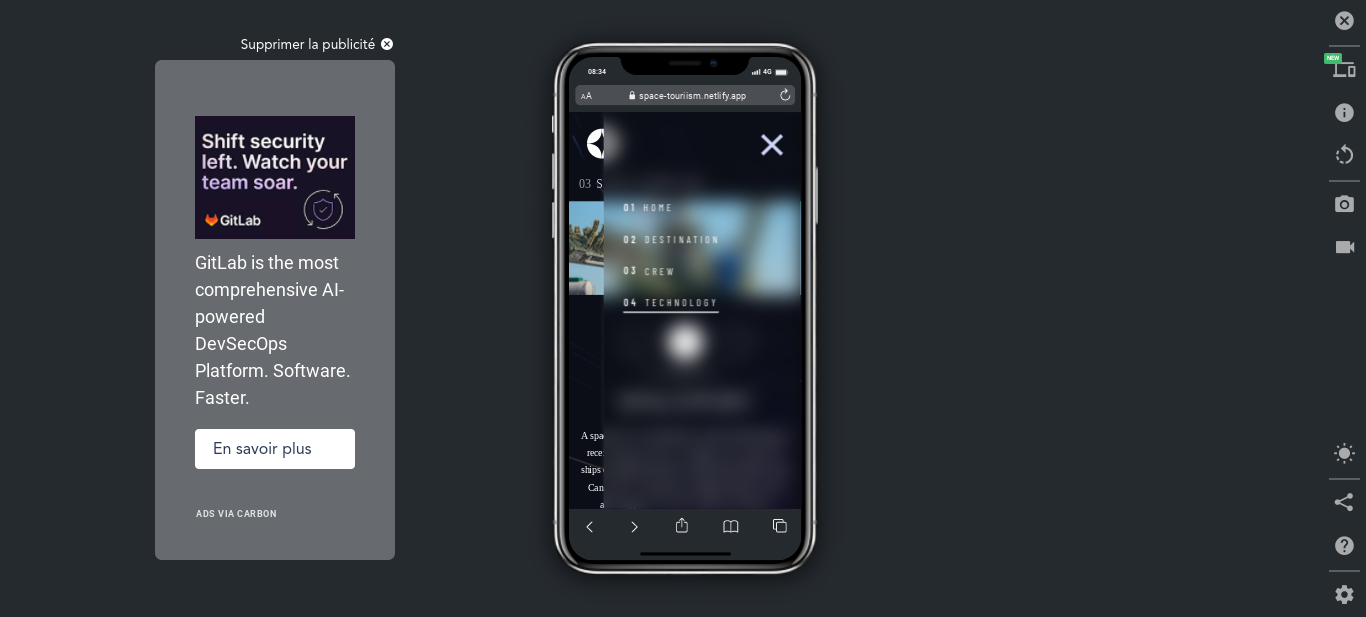 Supprimer la publicité
Shift security
left. Watch your
team soar.
GitLab
GitLab is the most
comprehensive AI-
powered
DevSecOps
Platform. Software.
Faster.
En savoir plus
ADS VIA CARBON
08:34
4G
AA
space-touriism.netlify.app
03 S
01 HOME
02 DESTINATION
03 CREW
04 TECHNOLOGY
A spac
rece
ships
Can
a
NEW